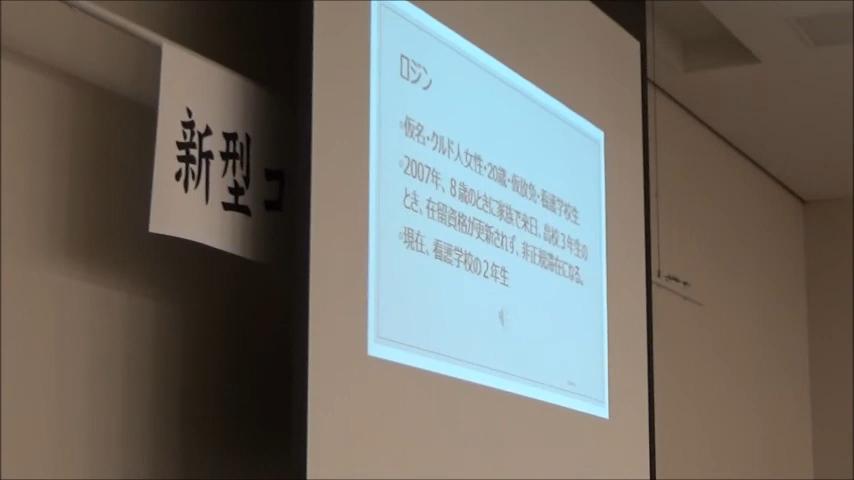 新型コ
ロジン
・仮名・クルド人女性・20歳・仮放免・看護学校生
・2007年、8歳のときに家族で来日。高校3年生の
とき、在留資格が更新されず、非正規滞在になる。
・現在、看護学校の2年生